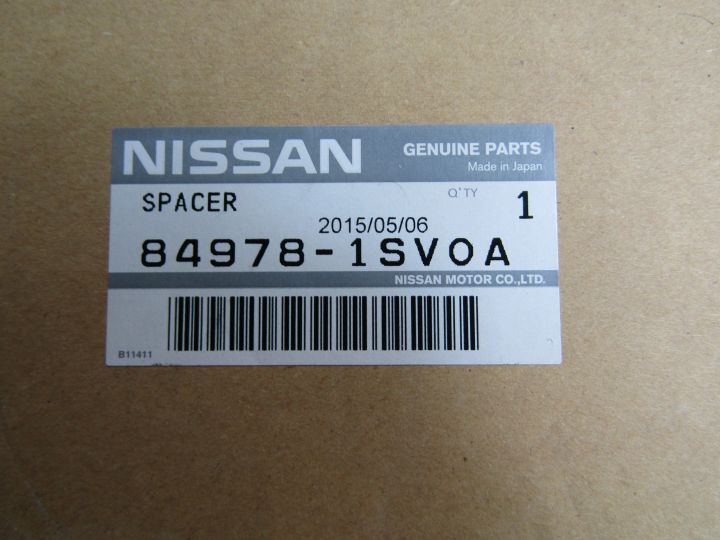 NISSAN
GENUINE PARTS
Made in Japan
SPACER
Q'TY 1
2015/05/06
84978-1SV0A
NISSAN MOTOR CO.,LTD.
B11411